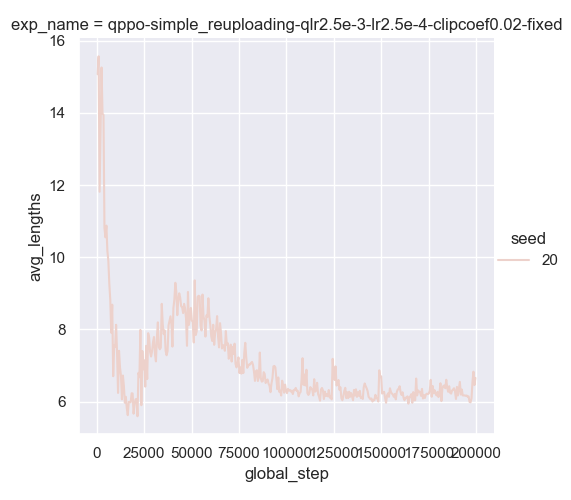 exp_name = qppo-simple_reuploading-qlr2.5e-3-lr2.5e-4-clipcoef0.02-fixed
16
14
12
10
8
6
avg_lengths
0 25000 50000 75000 100000 125000 150000 175000 200000
global_step
seed
20